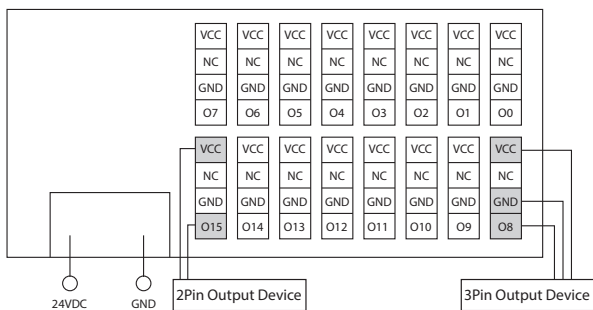 VCC VCC VCC VCC VCC VCC VCC VCC
NC NC NC NC NC NC NC NC
GND GND GND GND GND GND GND GND
O7 O6 O5 O4 O3 O2 O1 O0
VCC VCC VCC VCC VCC VCC VCC VCC
NC NC NC NC NC NC NC NC
GND GND GND GND GND GND GND GND
O15 O14 O13 O12 O11 O10 O9 O8
24VDC GND 2Pin Output Device 3Pin Output Device